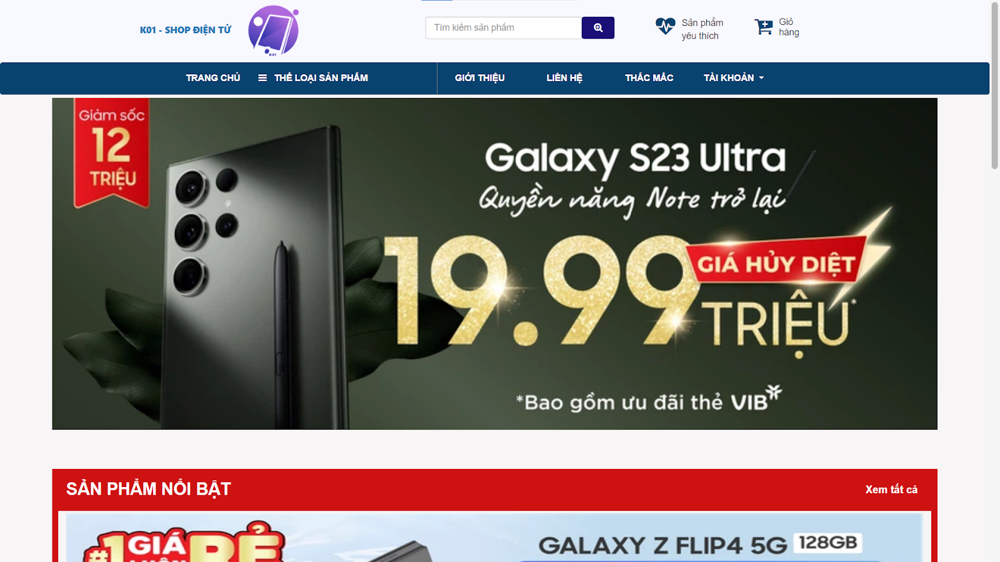 K01 - SHOP ĐIỆN TỬ
K01
Tìm kiếm sản phẩm
Sản phẩm
yêu thích
Giỏ
hàng
TRANG CHỦ
THỂ LOẠI SẢN PHẨM
GIỚI THIỆU
LIÊN HỆ
THẮC MẮC
TÀI KHOẢN
Giảm sốc
12
TRIỆU
Galaxy S23 Ultra
Quyền năng Note trở lại
19.99
GIÁ HỦY DIỆT
TRIỆU*
*Bao gồm ưu đãi thẻ VIB
SẢN PHẨM NỔI BẬT
Xem tất cả
#1 GIÁ
LUÔN
RẺ
GALAXY Z FLIP4 5G 128GB